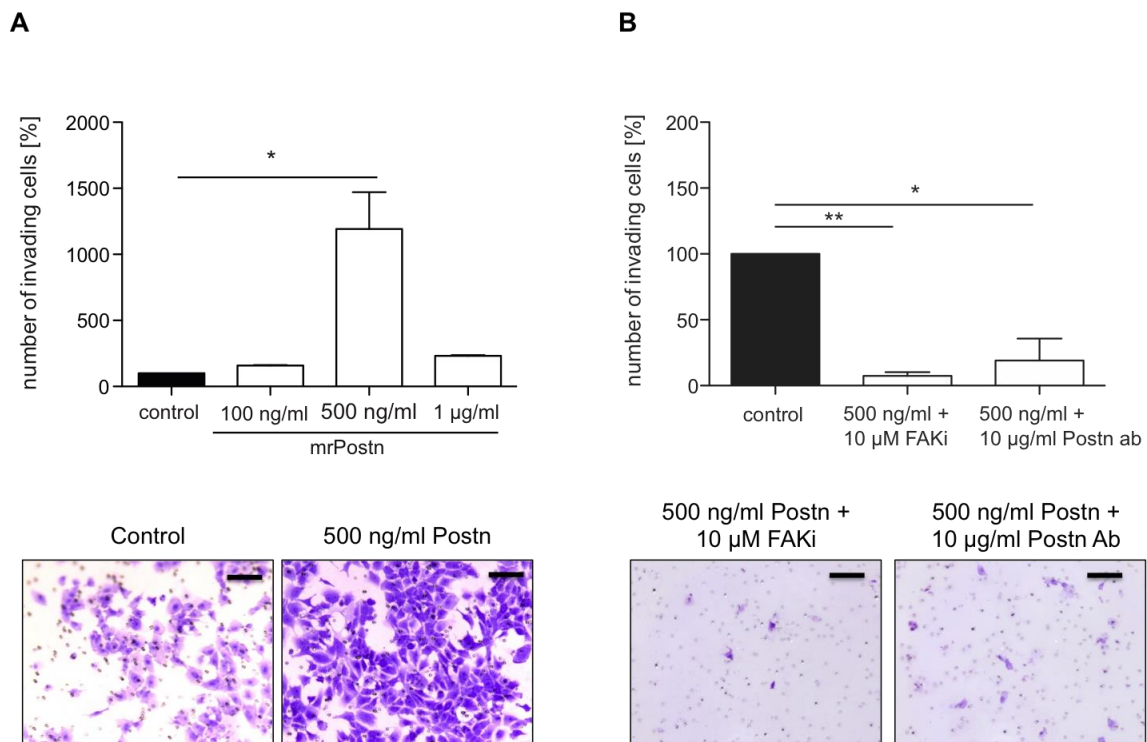 A
number of invading cells [%]
2000
1500
1000
500
0
*
control
100 ng/ml
500 ng/ml
1 µg/ml
mrPostn
Control
500 ng/ml Postn
B
number of invading cells [%]
200
150
100
50
0
*
**
control
500 ng/ml +
10 µM FAKi
500 ng/ml +
10 µg/ml Postn ab
500 ng/ml Postn +
10 µM FAKi
500 ng/ml Postn +
10 µg/ml Postn Ab